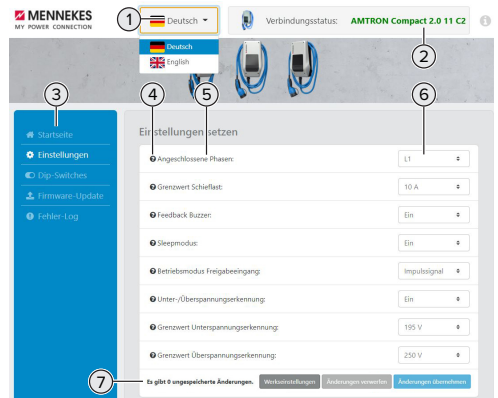 MENNEKES
MY POWER CONNECTION
1
Deutsch
Verbindungsstatus: AMTRON Compact 2.0 11 C2
Deutsch
English
2
3
4
5
6
Startseite
Einstellungen
Dip-Switches
Firmware-Update
Fehler-Log
Einstellungen setzen
Angeschlossene Phasen: L1
Grenzwert Schieflast: 10 A
Feedback Buzzer: Ein
Sleepmodus: Ein
Betriebsmodus Freigabeeingang: Impulssignal
Unter-/Überspannungserkennung: Ein
Grenzwert Unterspannungserkennung: 195 V
Grenzwert Überspannungserkennung: 250 V
7
Es gibt 0 ungespeicherte Änderungen. Werkseinstellungen Änderungen verwerfen Änderungen übernehmen